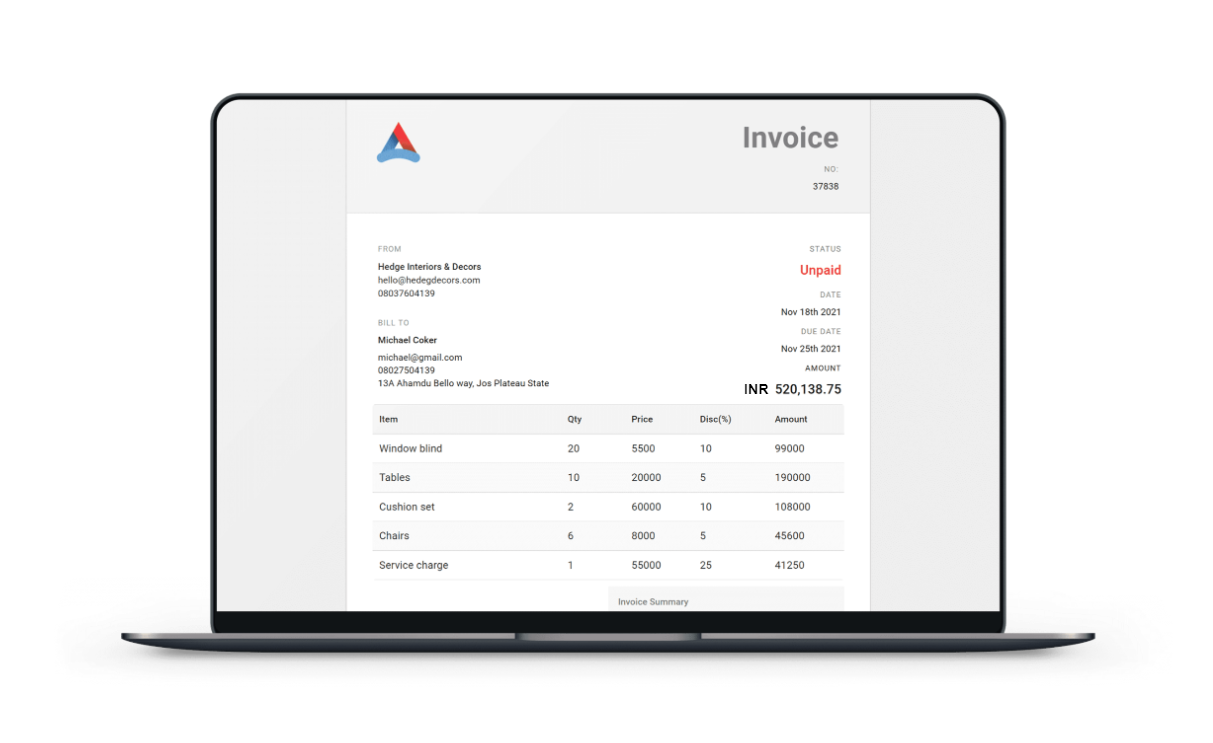 Invoice
NO:
37838
FROM
Hedge Interiors & Decors
hello@hedegdecors.com
08037604139
BILL TO
Michael Coker
michael@gmail.com
08027504139
13A Ahamdu Bello way, Jos Plateau State
STATUS
Unpaid
DATE
Nov 18th 2021
DUE DATE
Nov 25th 2021
AMOUNT
INR 520,138.75
Item Qty Price Disc(%) Amount
Window blind 20 5500 10 99000
Tables 10 20000 5 190000
Cushion set 2 60000 10 108000
Chairs 6 8000 5 45600
Service charge 1 55000 25 41250
Invoice Summary